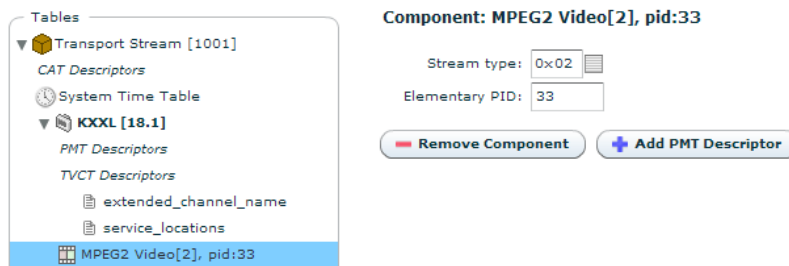 Tables
Transport Stream [1001]
CAT Descriptors
System Time Table
KXXL [18.1]
PMT Descriptors
TVCT Descriptors
extended_channel_name
service_locations
MPEG2 Video[2], pid:33
Component: MPEG2 Video[2], pid:33
Stream type: 0x02
Elementary PID: 33
Remove Component Add PMT Descriptor